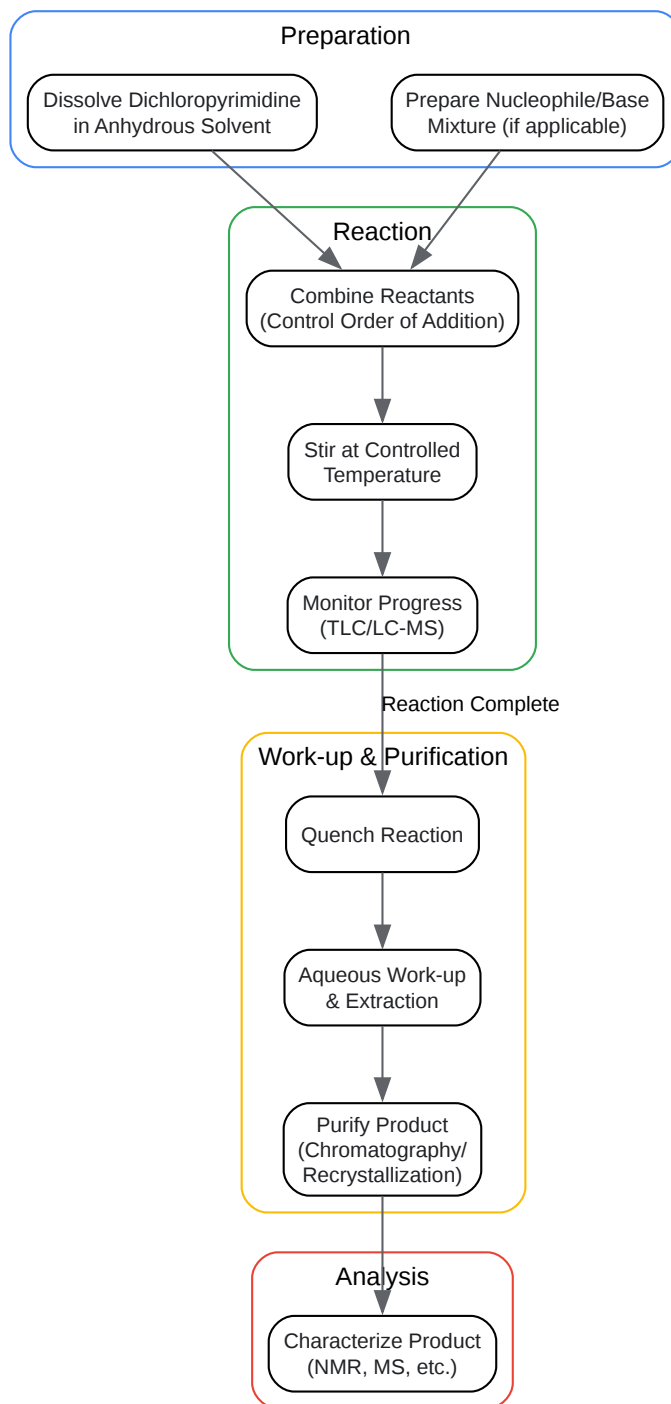 Preparation
Dissolve Dichloropyrimidine
in Anhydrous Solvent
Prepare Nucleophile/Base
Mixture (if applicable)
Reaction
Combine Reactants
(Control Order of Addition)
Stir at Controlled
Temperature
Monitor Progress
(TLC/LC-MS)
Reaction Complete
Work-up & Purification
Quench Reaction
Aqueous Work-up
& Extraction
Purify Product
(Chromatography/
Recrystallization)
Analysis
Characterize Product
(NMR, MS, etc.)